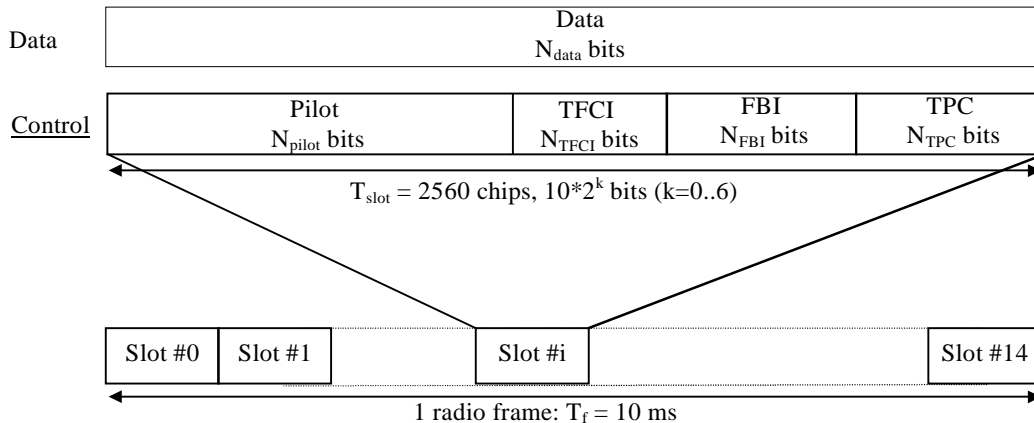 Data
Data
N_data bits
Control
Pilot
N_pilot bits
TFCI
N_TFCI bits
FBI
N_FBI bits
TPC
N_TPC bits
T_slot = 2560 chips, 10*2^k bits (k=0..6)
Slot #0
Slot #1
Slot #i
Slot #14
1 radio frame: T_f = 10 ms